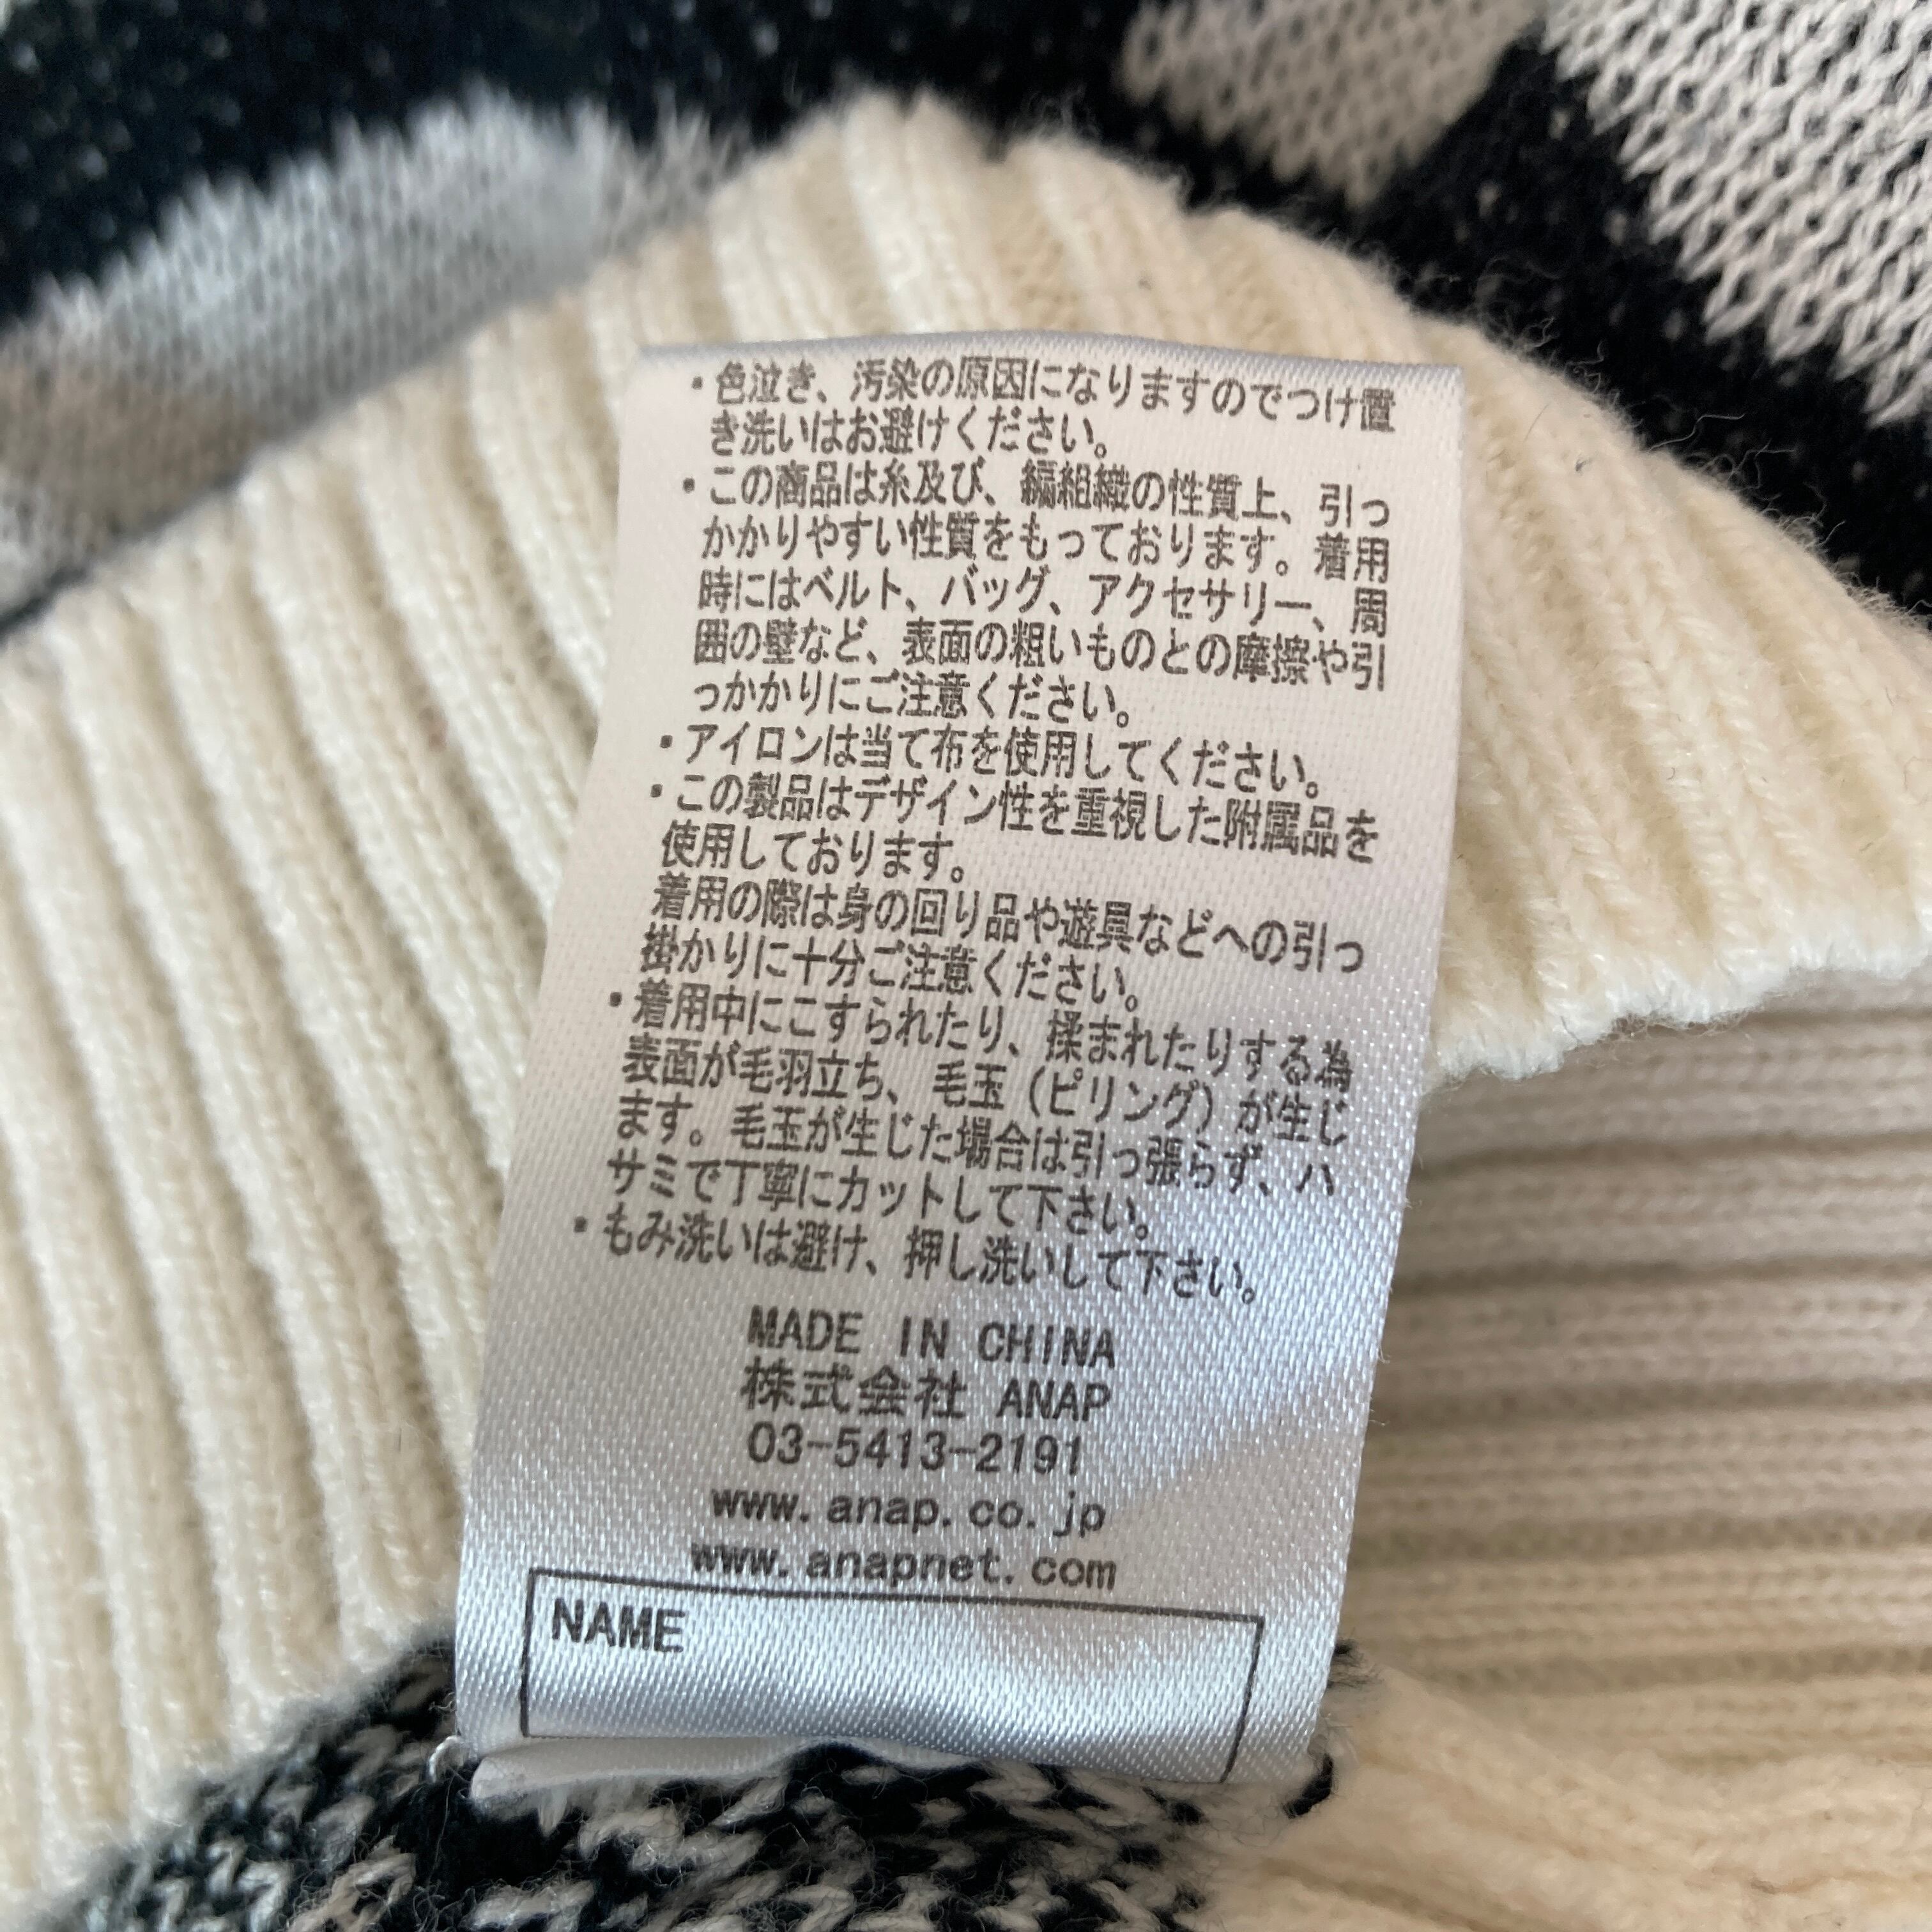 ・色泣き、汚染の原因になりますのでつけ置
き洗いはお避けください。
・この商品は糸及び、編組織の性質上、引っ
かかりやすい性質をもっております。着用
時にはベルト、バッグ、アクセサリー、周
囲の壁など、表面の粗いものとの摩擦や引
っかかりにご注意ください。
・アイロンは当て布を使用してください。
・この製品はデザイン性を重視した附属品を
使用しております。
着用の際は身の回り品や遊具などへの引っ
掛かりに十分ご注意ください。
・着用中にこすられたり、揉まれたりする為
表面が毛羽立ち、毛玉（ピリング）が生じ
ます。毛玉が生じた場合は引っ張らず、ハ
サミで丁寧にカットして下さい。
・もみ洗いは避け、押し洗いして下さい。
MADE IN CHINA
株式会社 ANAP
03-5413-2191
www.anap.co.jp
www.anapnet.com
NAME